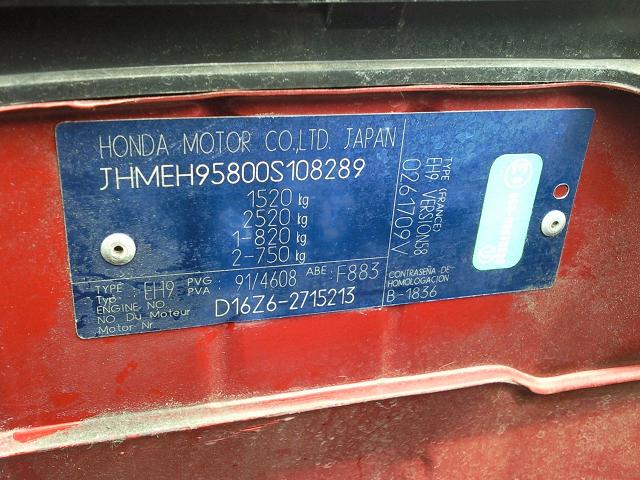 HONDA MOTOR CO.,LTD. JAPAN
JHMEH95800S108289
1520 kg
2520 kg
1-820 kg
2-750 kg
TYPE : EH9 PVG : 91/4608 ABE : F883
Typ. PVA
ENGINE NO.
NO. Du Moteur D16Z6-2715213
Motor Nr.
TYPE (FRANCE)
EH9 VERSION58
0261709V
CONTRASEÑA DE
HOMOLOGACION
B-1836